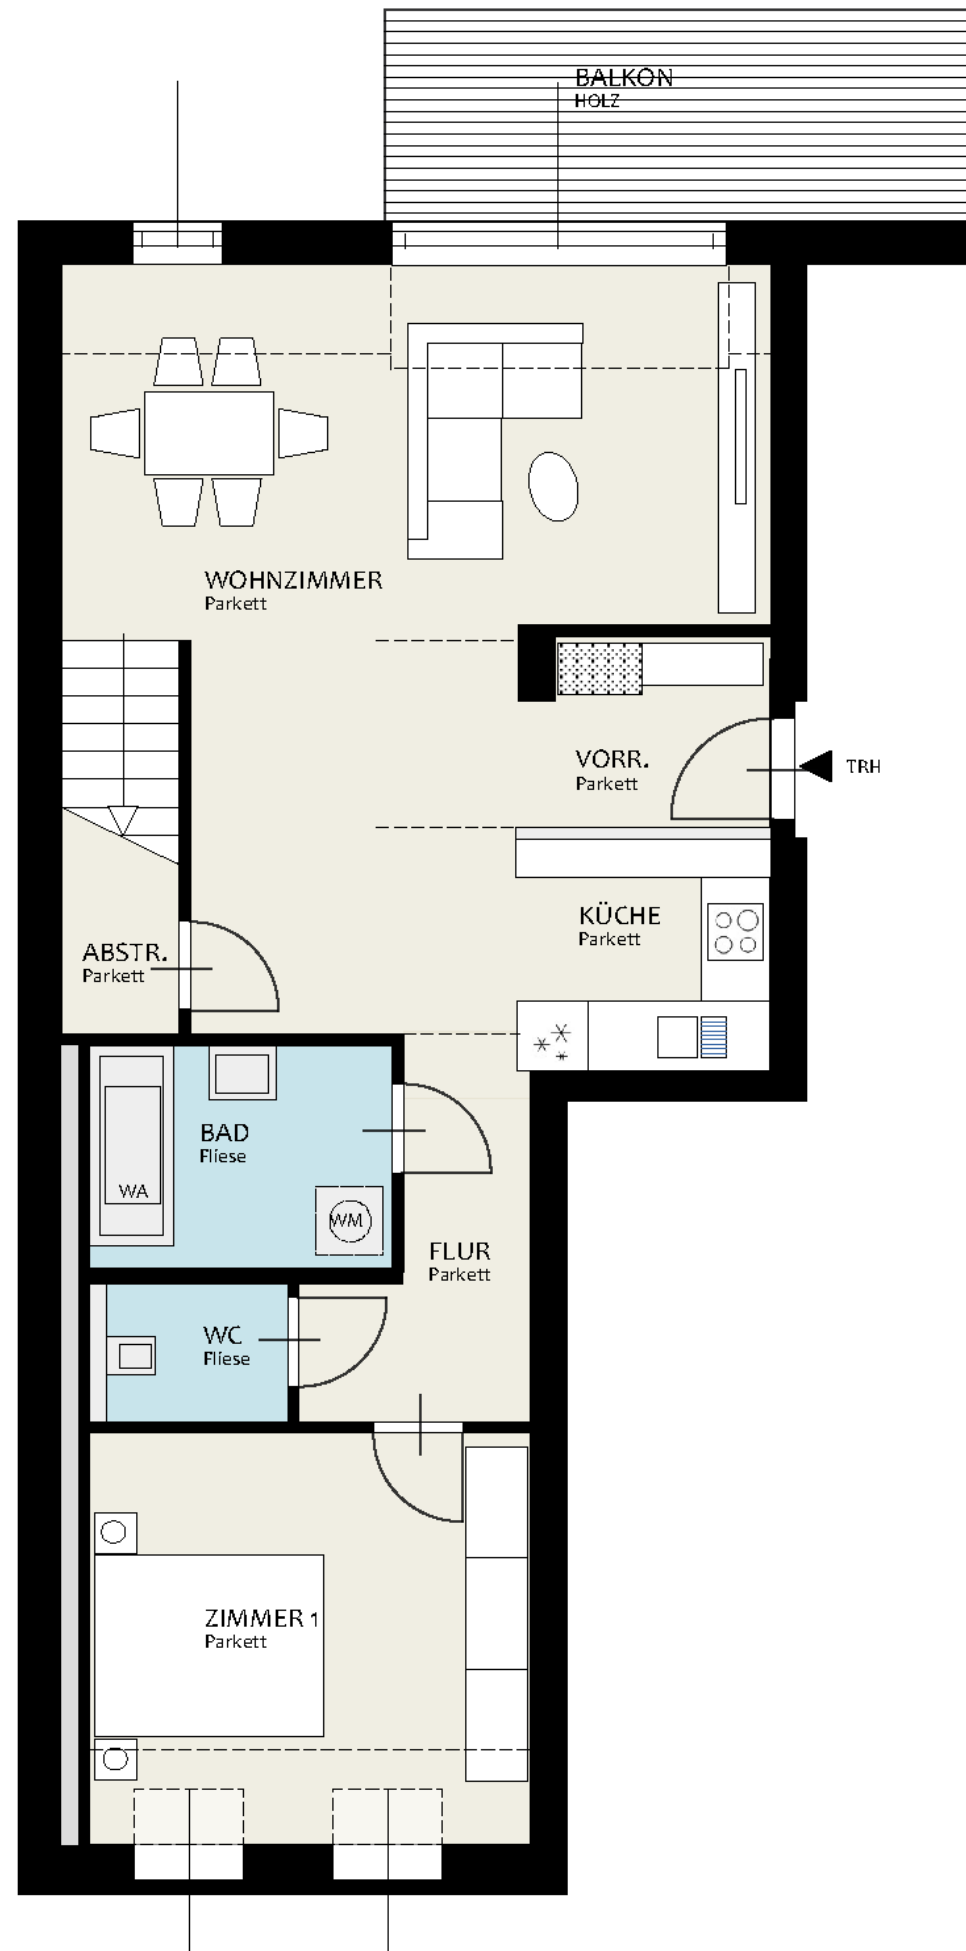 BALKON
HOLZ
WOHNZIMMER
Parkett
VORR.
Parkett
TRH
KÜCHE
Parkett
ABSTR.
Parkett
BAD
Fliese
WA
WM
FLUR
Parkett
WC
Fliese
ZIMMER 1
Parkett